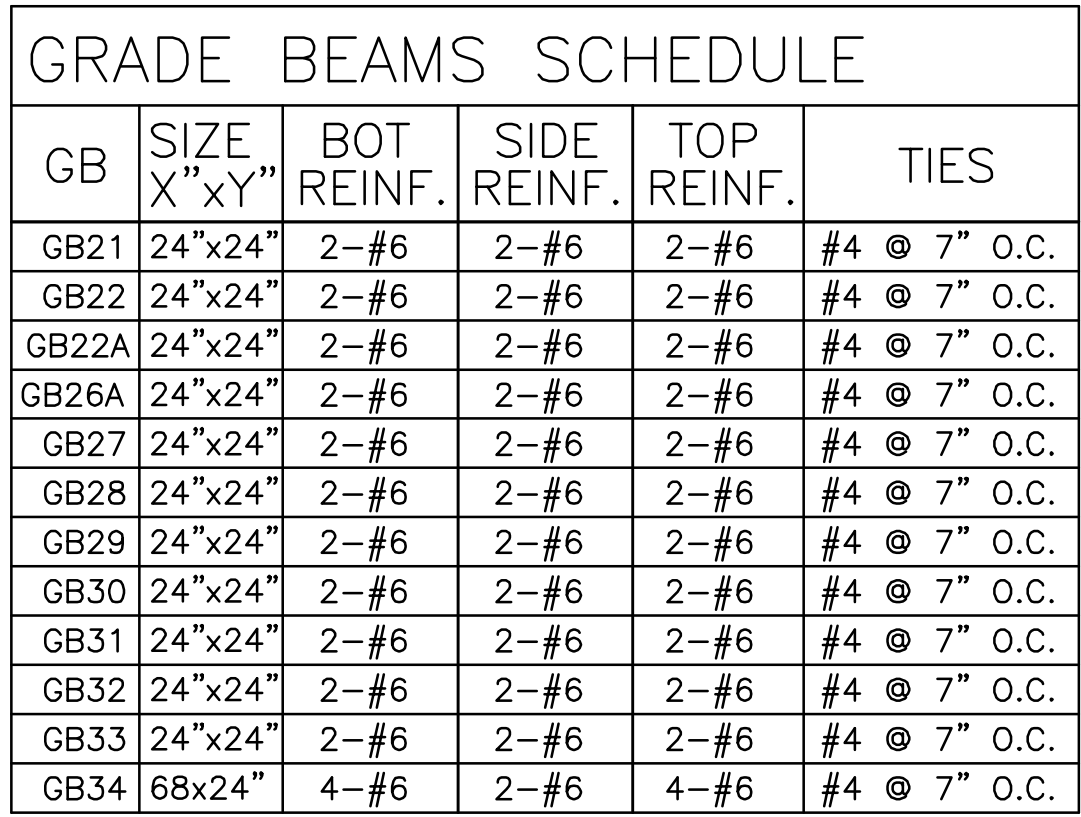 GRADE BEAMS SCHEDULE
GB SIZE X”xY” BOT REINF. SIDE REINF. TOP REINF. TIES
GB21 24”x24” 2-#6 2-#6 2-#6 #4 @ 7” O.C.
GB22 24”x24” 2-#6 2-#6 2-#6 #4 @ 7” O.C.
GB22A 24”x24” 2-#6 2-#6 2-#6 #4 @ 7” O.C.
GB26A 24”x24” 2-#6 2-#6 2-#6 #4 @ 7” O.C.
GB27 24”x24” 2-#6 2-#6 2-#6 #4 @ 7” O.C.
GB28 24”x24” 2-#6 2-#6 2-#6 #4 @ 7” O.C.
GB29 24”x24” 2-#6 2-#6 2-#6 #4 @ 7” O.C.
GB30 24”x24” 2-#6 2-#6 2-#6 #4 @ 7” O.C.
GB31 24”x24” 2-#6 2-#6 2-#6 #4 @ 7” O.C.
GB32 24”x24” 2-#6 2-#6 2-#6 #4 @ 7” O.C.
GB33 24”x24” 2-#6 2-#6 2-#6 #4 @ 7” O.C.
GB34 68x24” 4-#6 2-#6 4-#6 #4 @ 7” O.C.